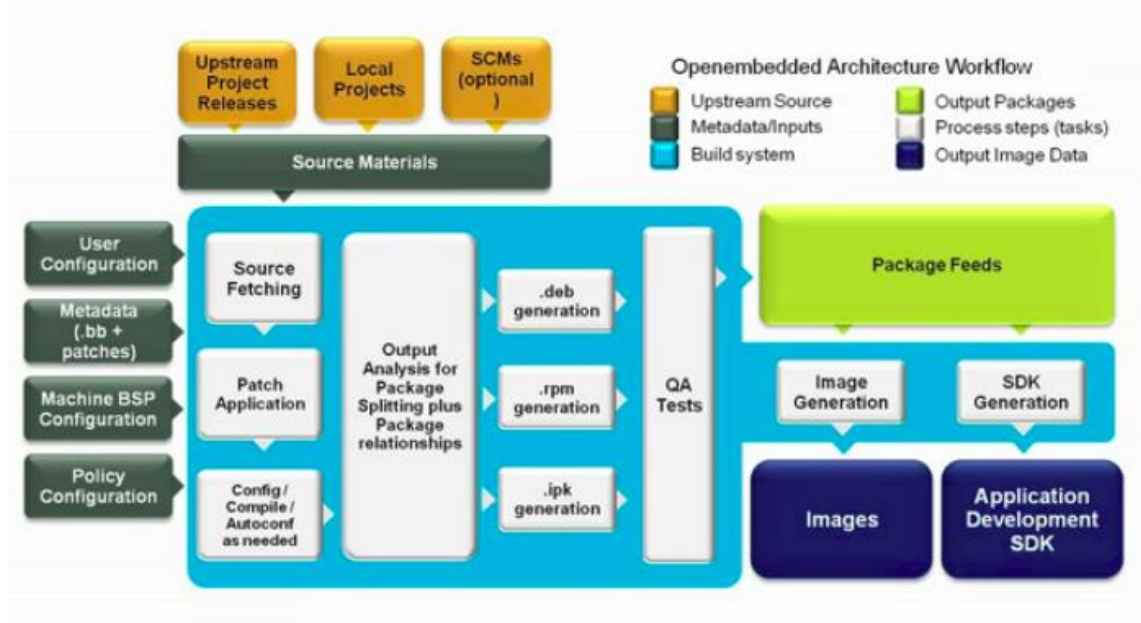 Upstream
Project
Releases
Local
Projects
SCMs
(optional
)
Source Materials
Openembedded Architecture Workflow
Upstream Source
Metadata/Inputs
Build system
Output Packages
Process steps (tasks)
Output Image Data
User
Configuration
Metadata
(.bb +
patches)
Machine BSP
Configuration
Policy
Configuration
Source
Fetching
Patch
Application
Config /
Compile /
Autoconf
as needed
Output
Analysis for
Package
Splitting plus
Package
relationships
.deb
generation
.rpm
generation
.ipk
generation
QA
Tests
Package Feeds
Image
Generation
SDK
Generation
Images
Application
Development
SDK